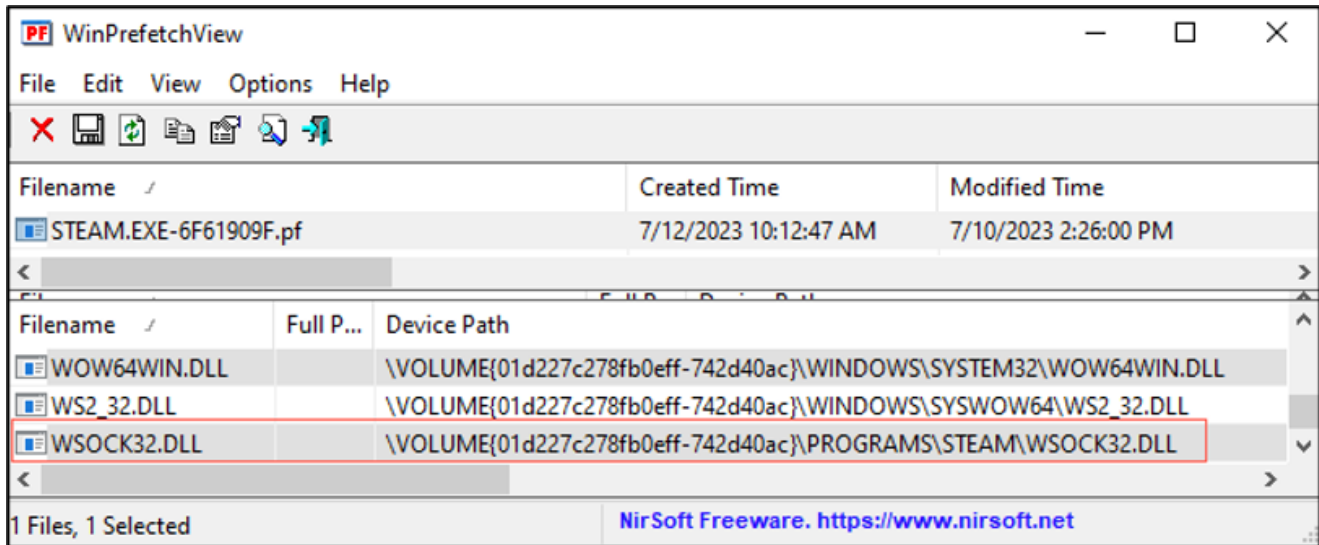 WinPrefetchView
File Edit View Options Help
Filename Created Time Modified Time
STEAM.EXE-6F61909F.pf 7/12/2023 10:12:47 AM 7/10/2023 2:26:00 PM
Filename Full P... Device Path
WOW64WIN.DLL \VOLUME{01d227c278fb0eff-742d40ac}\WINDOWS\SYSTEM32\WOW64WIN.DLL
WS2_32.DLL \VOLUME{01d227c278fb0eff-742d40ac}\WINDOWS\SYSWOW64\WS2_32.DLL
WSOCK32.DLL \VOLUME{01d227c278fb0eff-742d40ac}\PROGRAMS\STEAM\WSOCK32.DLL
1 Files, 1 Selected NirSoft Freeware. https://www.nirsoft.net